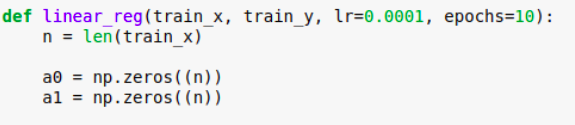 def linear_reg(train_x, train_y, lr=0.0001, epochs=10):
    n = len(train_x)
    a0 = np.zeros((n))
    a1 = np.zeros((n))